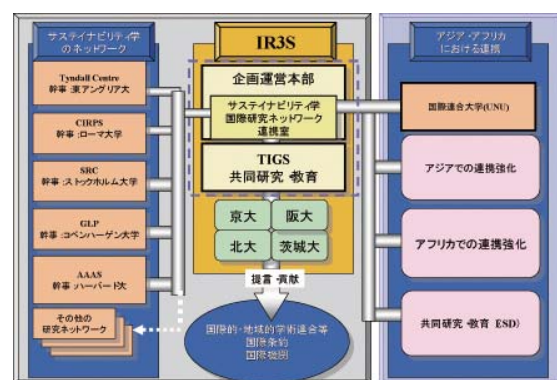 サステイナビリティ学
のネットワーク
Tyndall Centre
幹事:東アングリア大
CIRPS
幹事:ローマ大学
SRC
幹事:ストックホルム大学
GLP
幹事:コペンハーゲン大学
AAAS
幹事:ハーバード大
その他の
研究ネットワーク
IR3S
企画運営本部
サステイナビリティ学
国際研究ネットワーク
連携室
TIGS
共同研究・教育
京大
阪大
北大
茨城大
提言・貢献
国際的・地域的学術連合等
国際条約
国際機関
アジア・アフリカ
における連携
国際連合大学(UNU)
アジアでの連携強化
アフリカでの連携強化
共同研究・教育 ESD)